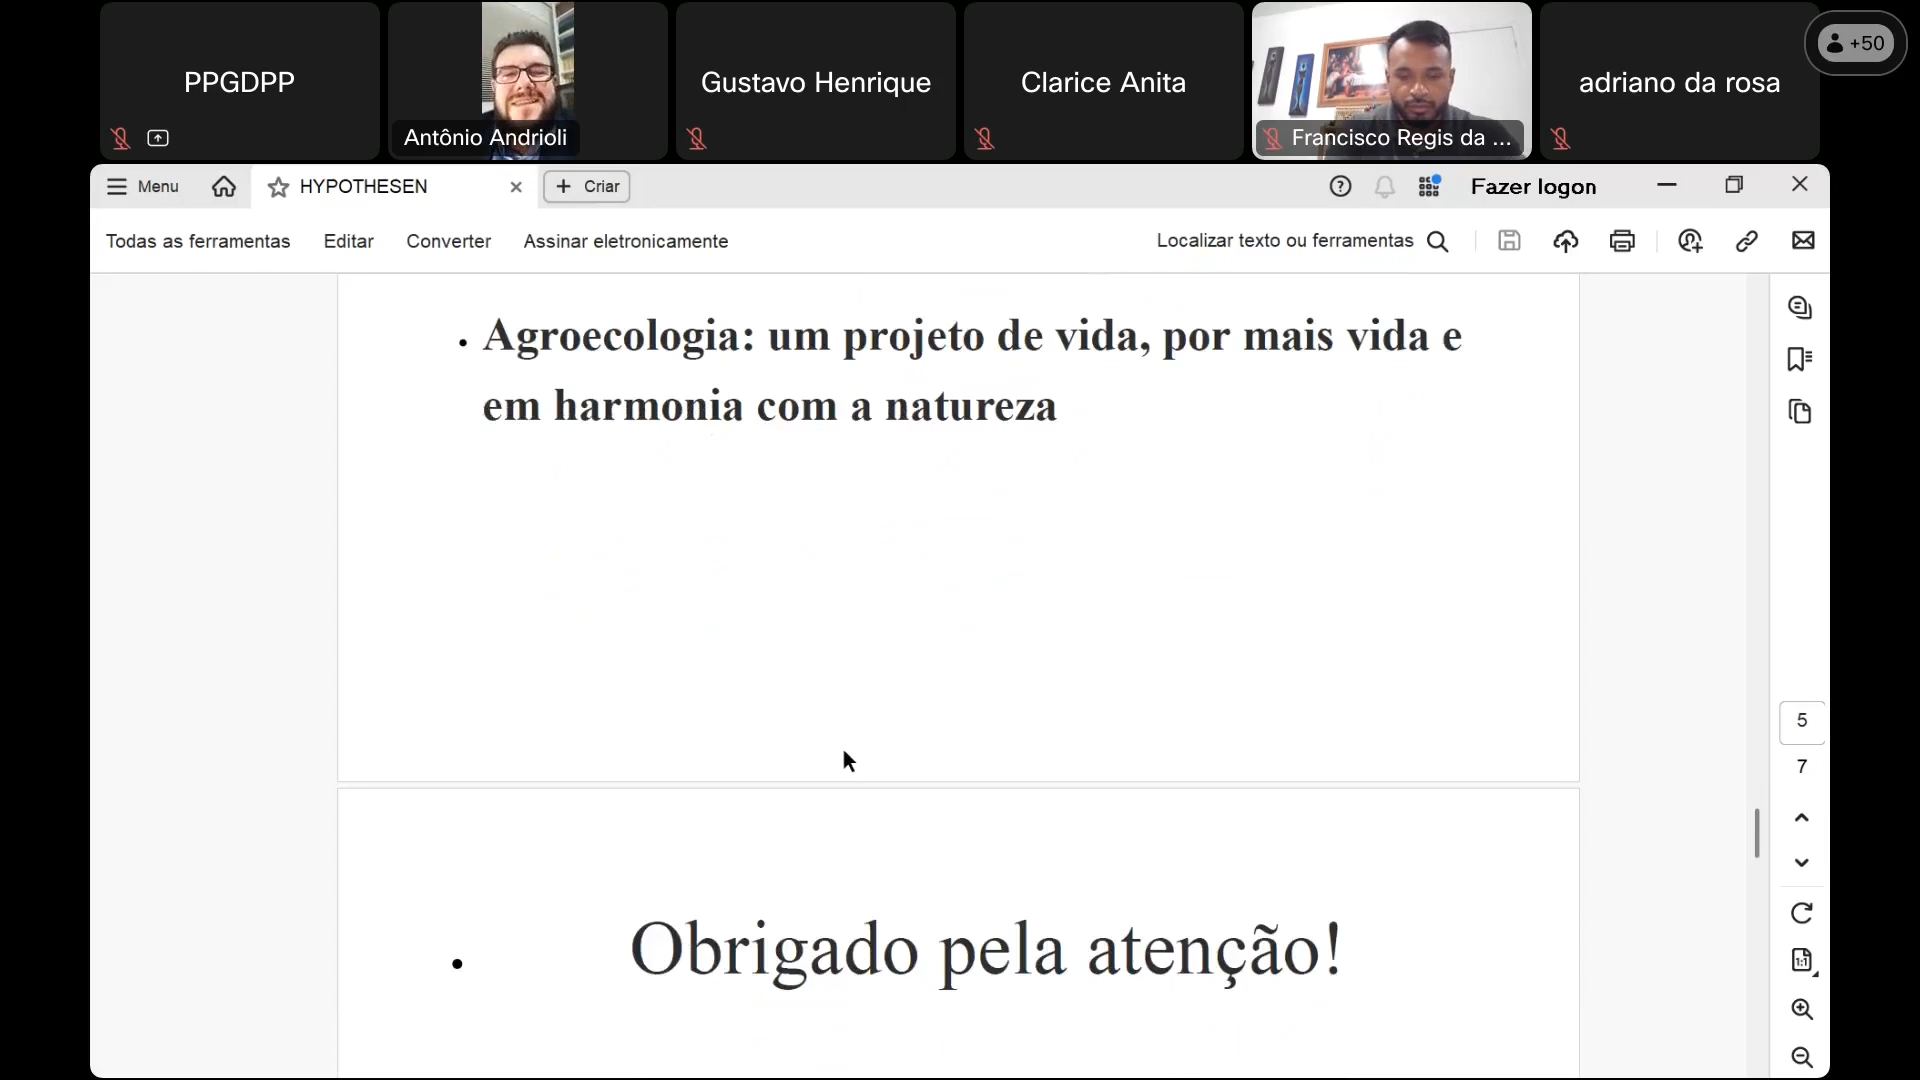 PPGDPP
Antônio Andrioli
Gustavo Henrique
Clarice Anita
Francisco Regis da ...
adriano da rosa
+50
Menu
HYPOTHESEN
Criar
Fazer logon
Todas as ferramentas
Editar
Converter
Assinar eletronicamente
Localizar texto ou ferramentas
• Agroecologia: um projeto de vida, por mais vida e
em harmonia com a natureza
5
7
• Obrigado pela atenção!
1:1